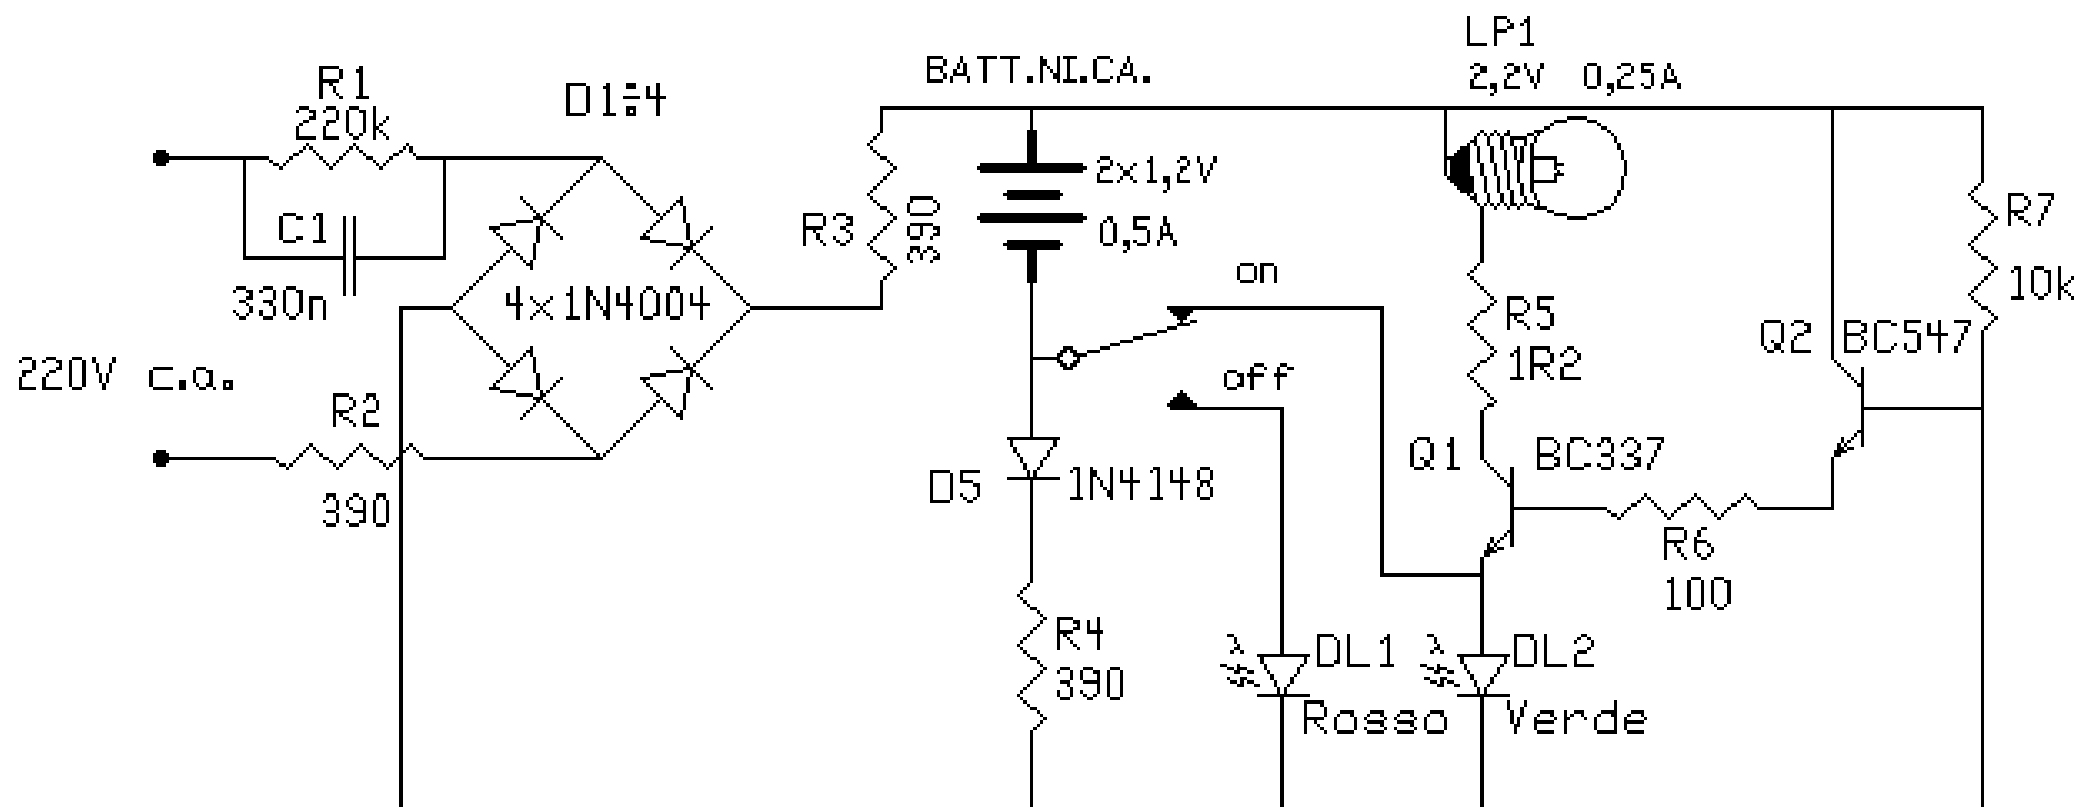 LP1
2,2V 0,25A
BATT.NI.CA.
R1
220k
D1÷4
C1
330n
4x1N4004
R3
390
2x1,2V
0,5A
R7
10k
on
off
R5
1R2
Q2 BC547
220V c.a.
R2
390
D5 1N4148
Q1 BC337
R6
100
R4
390
DL1
Rosso
DL2
Verde